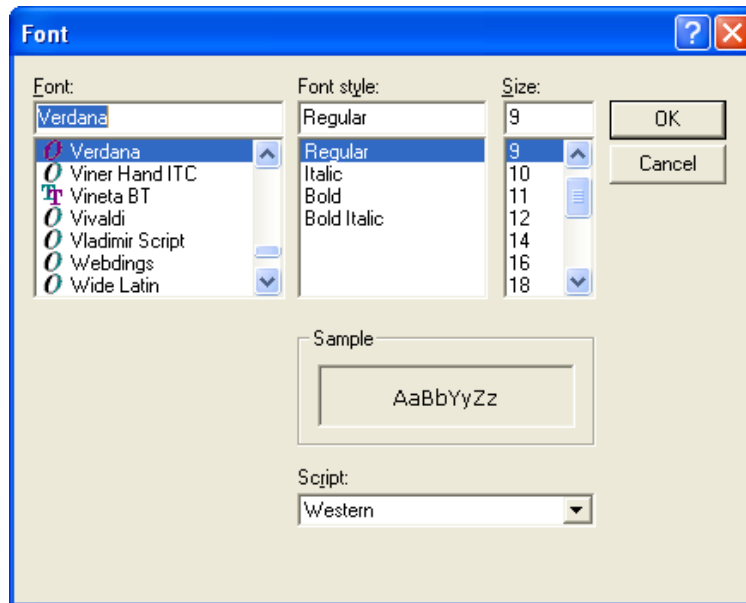 Font
Font:
Verdana
Verdana
Viner Hand ITC
Vineta BT
Vivaldi
Vladimir Script
Webdings
Wide Latin
Font style:
Regular
Regular
Italic
Bold
Bold Italic
Size:
9
9
10
11
12
14
16
18
OK
Cancel
Sample
AaBbYyZz
Script:
Western